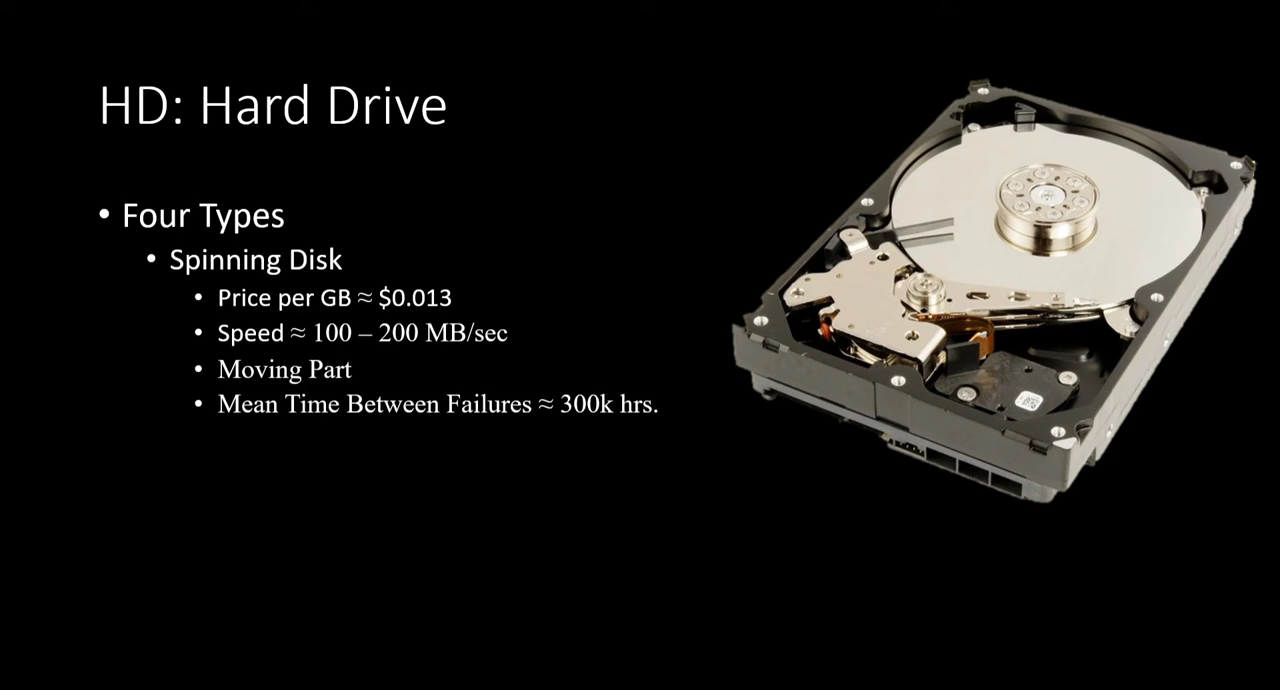 HD: Hard Drive
• Four Types
• Spinning Disk
• Price per GB ≈ $0.013
• Speed ≈ 100 – 200 MB/sec
• Moving Part
• Mean Time Between Failures ≈ 300k hrs.